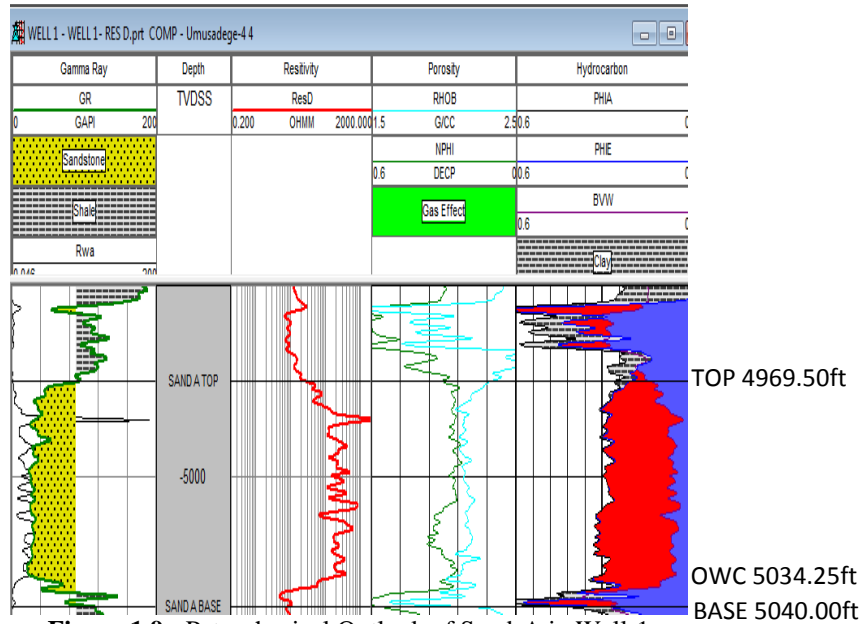 WELL 1 - WELL 1- RES D.prt COMP - Umusadege-4 4
Gamma Ray Depth Resitivity Porosity Hydrocarbon
GR TVDSS ResD RHOB PHIA
0 GAPI 200 0.200 OHMM 2000.000 1.5 G/CC 2.5 0.6
Sandstone NPHI PHIE
0.6 DECP 0 0.6
Shale Gas Effect BVW
0.6
Rwa Clay
0.046 200
SAND A TOP TOP 4969.50ft
-5000
OWC 5034.25ft
SAND A BASE BASE 5040.00ft